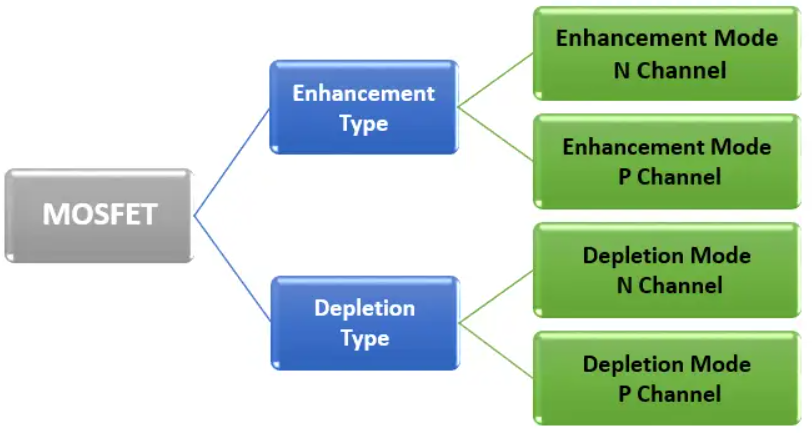 MOSFET
Enhancement
Type
Depletion
Type
Enhancement Mode
N Channel
Enhancement Mode
P Channel
Depletion Mode
N Channel
Depletion Mode
P Channel